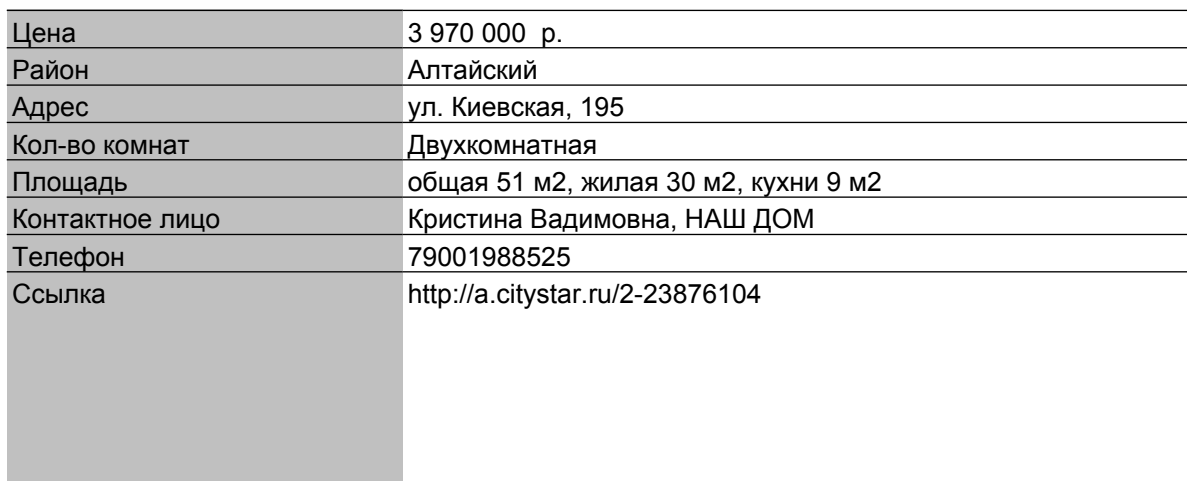 Цена 3 970 000 р.
Район Алтайский
Адрес ул. Киевская, 195
Кол-во комнат Двухкомнатная
Площадь общая 51 м2, жилая 30 м2, кухни 9 м2
Контактное лицо Кристина Вадимовна, НАШ ДОМ
Телефон 79001988525
Ссылка http://a.citystar.ru/2-23876104